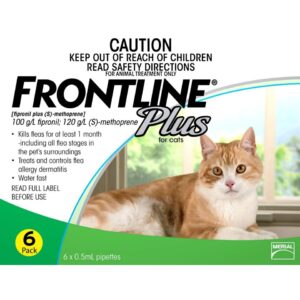 CAUTION
KEEP OUT OF REACH OF CHILDREN
READ SAFETY DIRECTIONS
FOR ANIMAL TREATMENT ONLY
FRONTLINE®
Plus
for cats
[fipronil plus (S)-methoprene]
100 g/L fipronil; 120 g/L (S)-methoprene
• Kills fleas for at least 1 month
-including all flea stages in
the pet's surroundings
• Treats and controls flea
allergy dermatitis
• Water fast
READ FULL LABEL
BEFORE USE
6
Pack
6 x 0.5mL pipettes
MERIAL